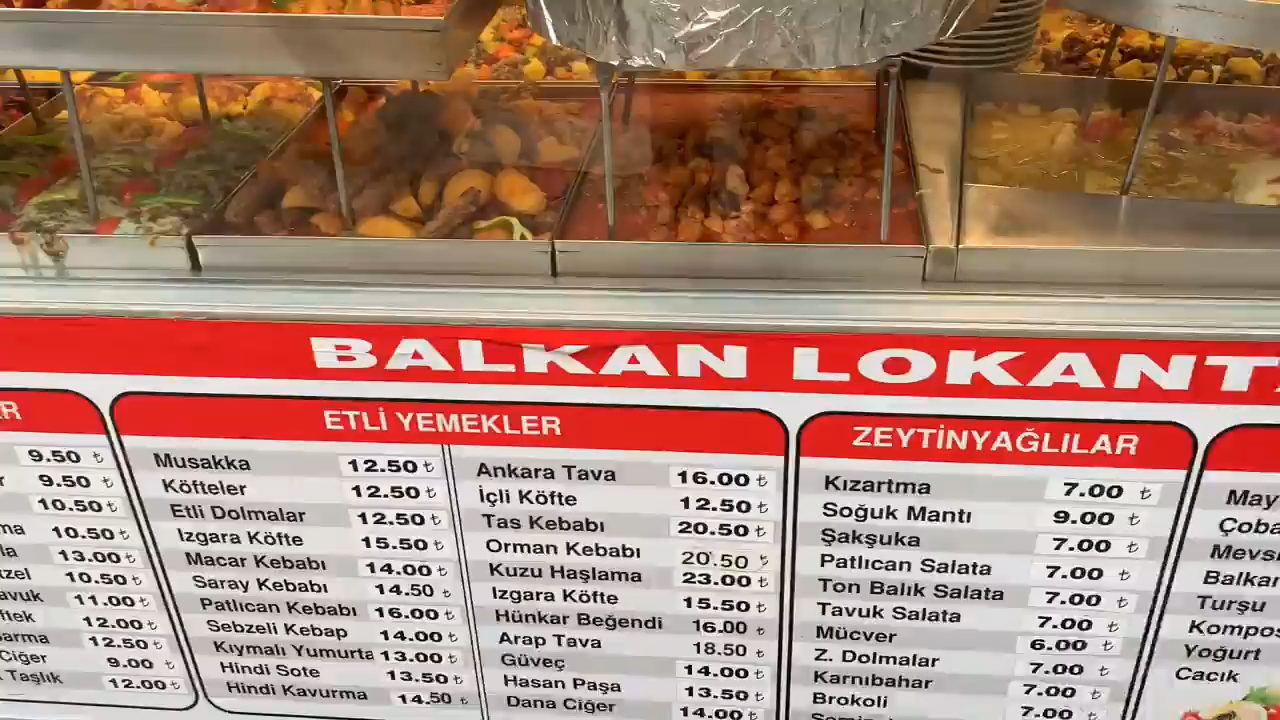 BALKAN LOKANT
9.50 ₺
9.50 ₺
10.50 ₺
10.50 ₺
13.00 ₺
10.50 ₺
11.00 ₺
12.00 ₺
12.50 ₺
Ciğer 9.00 ₺
Taşlık 12.00 ₺
ETLİ YEMEKLER
Musakka 12.50 ₺
Köfteler 12.50 ₺
Etli Dolmalar 12.50 ₺
Izgara Köfte 15.50 ₺
Macar Kebabı 14.00 ₺
Saray Kebabı 14.50 ₺
Patlıcan Kebabı 16.00 ₺
Sebzeli Kebap 14.00 ₺
Kıymalı Yumurta 13.00 ₺
Hindi Sote 13.50 ₺
Hindi Kavurma 14.50 ₺
Ankara Tava 16.00 ₺
İçli Köfte 12.50 ₺
Tas Kebabı 20.50 ₺
Orman Kebabı 20.50 ₺
Kuzu Haşlama 23.00 ₺
Izgara Köfte 15.50 ₺
Hünkar Beğendi 16.00 ₺
Arap Tava 18.50 ₺
Güveç 14.00 ₺
Hasan Paşa 13.50 ₺
Dana Ciğer 14.00 ₺
ZEYTİNYAĞLILAR
Kızartma 7.00 ₺
Soğuk Mantı 9.00 ₺
Şakşuka 7.00 ₺
Patlıcan Salata 7.00 ₺
Ton Balık Salata 7.00 ₺
Tavuk Salata 7.00 ₺
Mücver 6.00 ₺
Z. Dolmalar 7.00 ₺
Karnıbahar 7.00 ₺
Brokoli 7.00 ₺
May
Çoba
Mevsi
Balkan
Turşu
Kompos
Yoğurt
Cacık